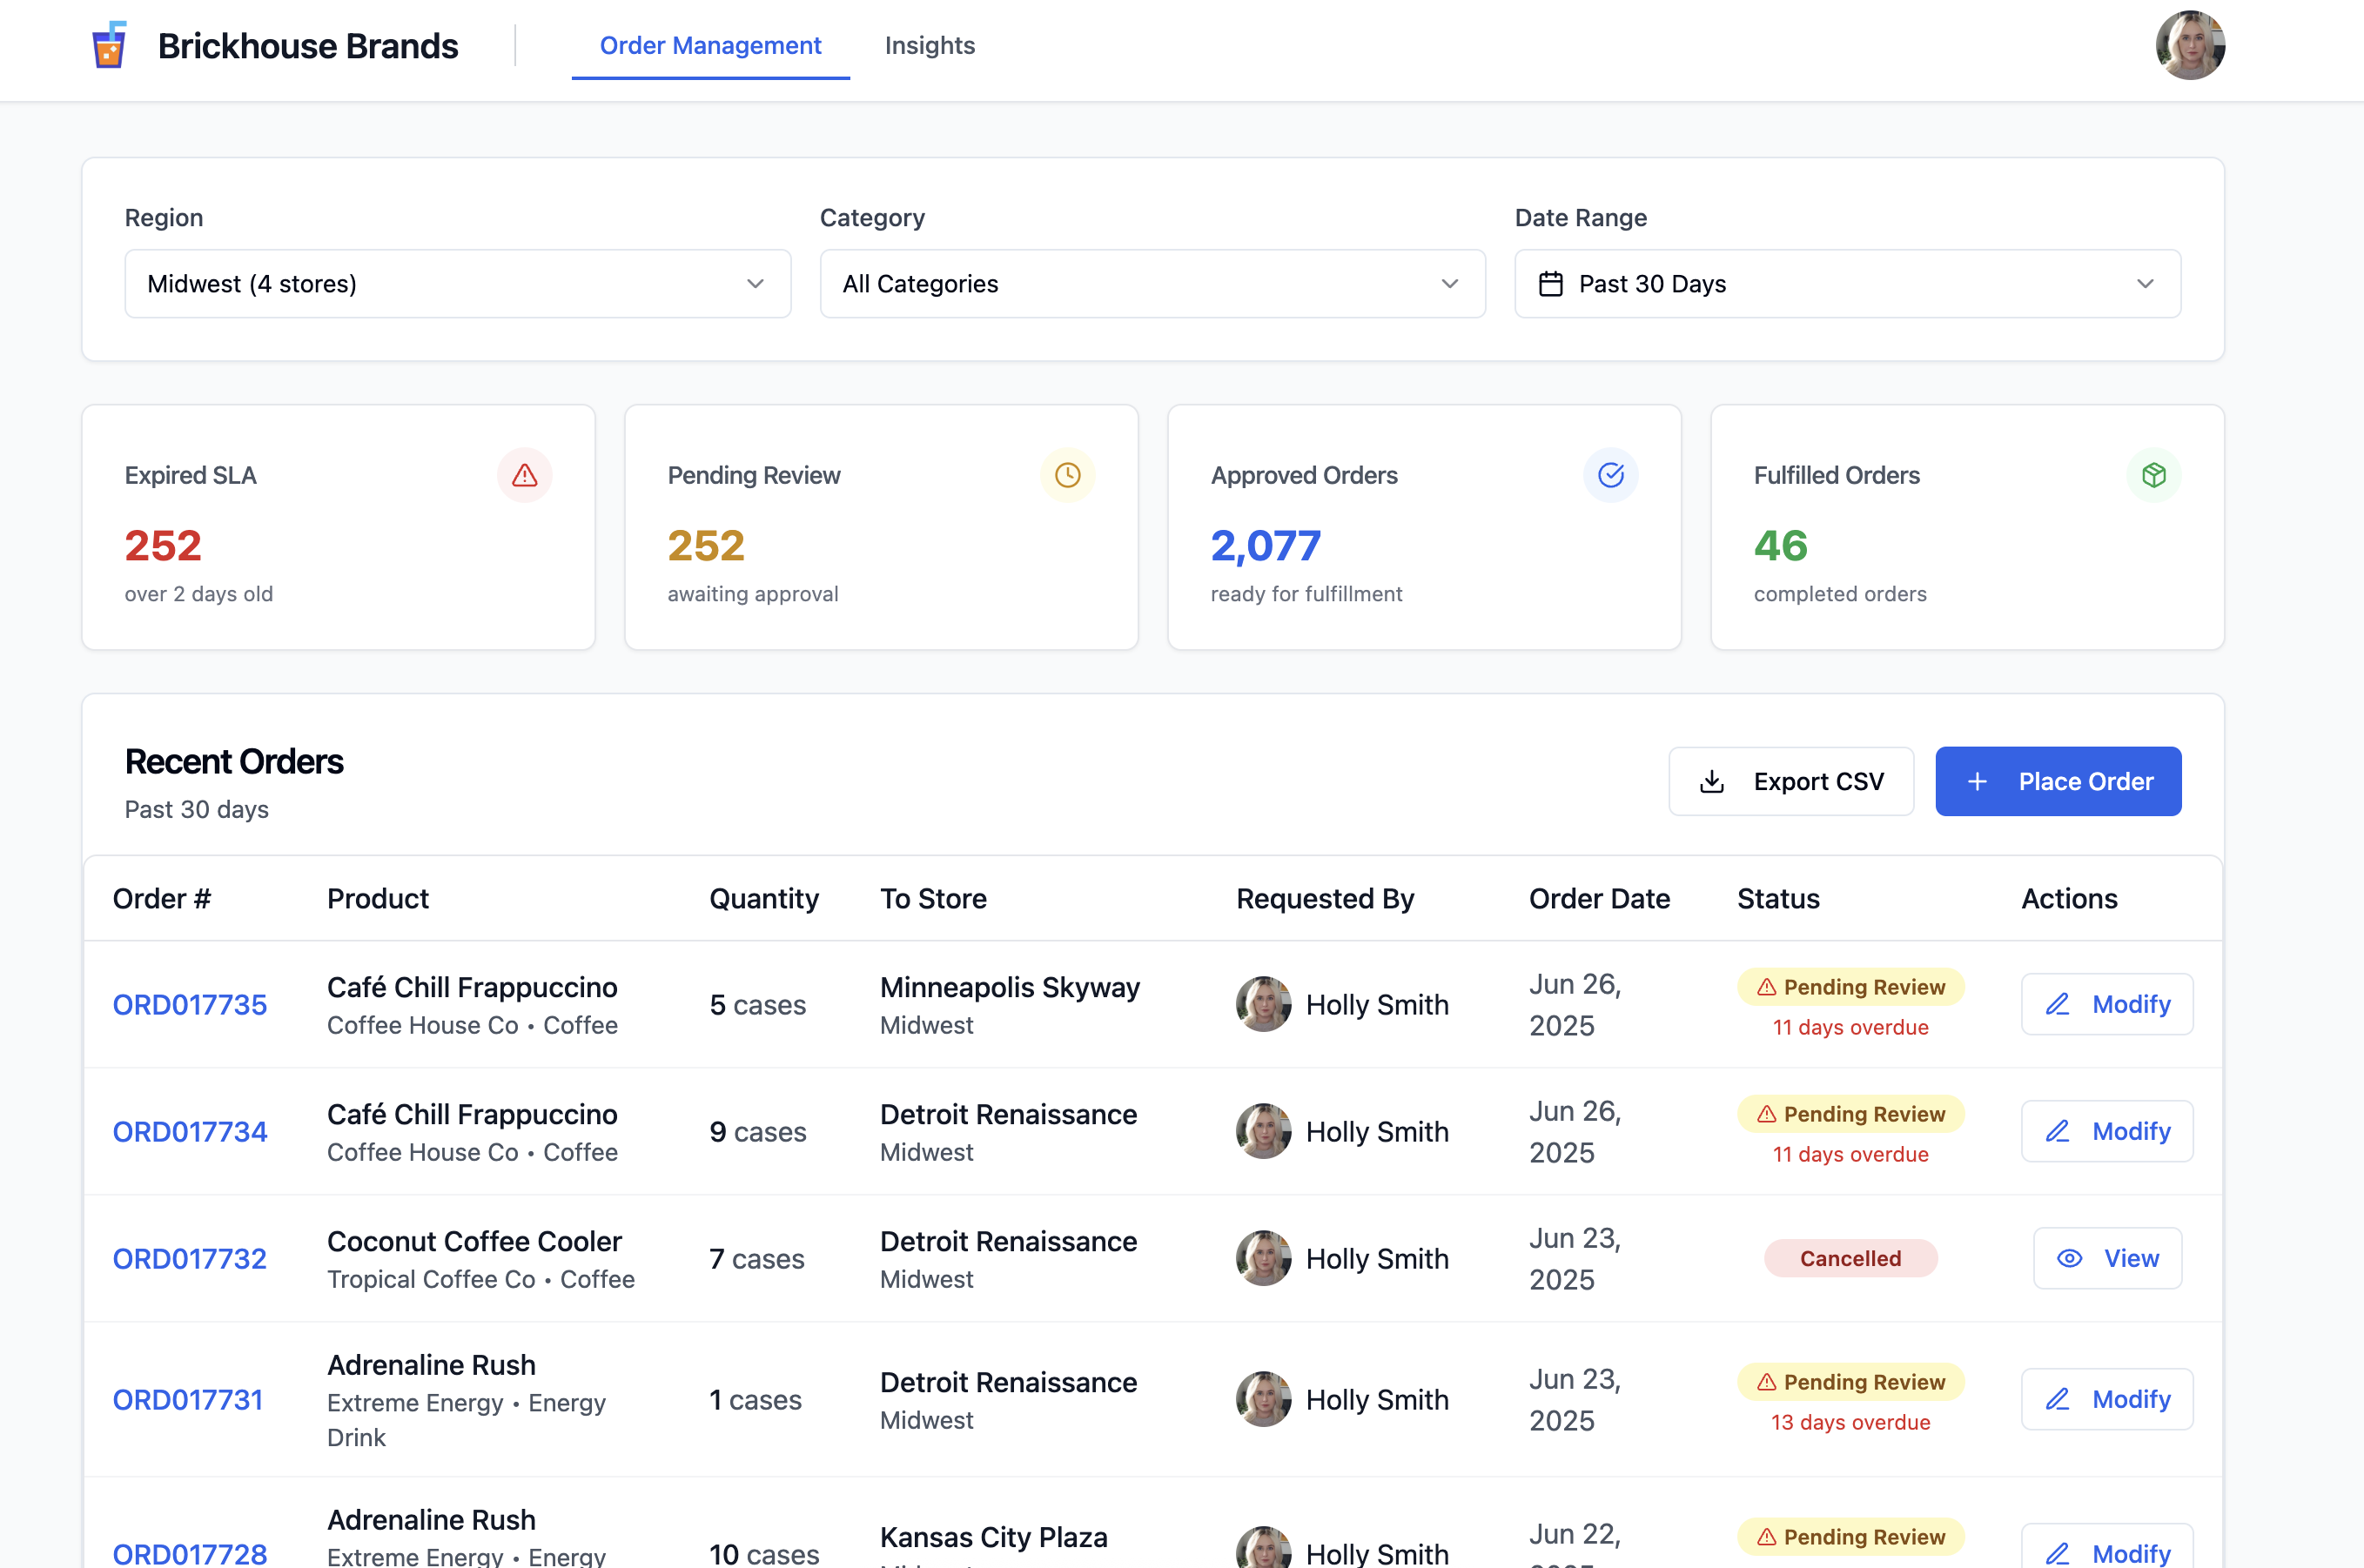 Brickhouse Brands
Order Management
Insights
Region
Category
Date Range
Midwest (4 stores)
All Categories
Past 30 Days
Expired SLA
252
over 2 days old
Pending Review
252
awaiting approval
Approved Orders
2,077
ready for fulfillment
Fulfilled Orders
46
completed orders
Recent Orders
Past 30 days
Export CSV
Place Order
Order # Product Quantity To Store Requested By Order Date Status Actions
ORD017735
Café Chill Frappuccino
Coffee House Co • Coffee
5 cases
Minneapolis Skyway
Midwest
Holly Smith
Jun 26,
2025
Pending Review
11 days overdue
Modify
ORD017734
Café Chill Frappuccino
Coffee House Co • Coffee
9 cases
Detroit Renaissance
Midwest
Holly Smith
Jun 26,
2025
Pending Review
11 days overdue
Modify
ORD017732
Coconut Coffee Cooler
Tropical Coffee Co • Coffee
7 cases
Detroit Renaissance
Midwest
Holly Smith
Jun 23,
2025
Cancelled
View
ORD017731
Adrenaline Rush
Extreme Energy • Energy
Drink
1 cases
Detroit Renaissance
Midwest
Holly Smith
Jun 23,
2025
Pending Review
13 days overdue
Modify
ORD017728
Adrenaline Rush
Extreme Energy • Energy
10 cases
Kansas City Plaza
Holly Smith
Jun 22,
Pending Review
Modify